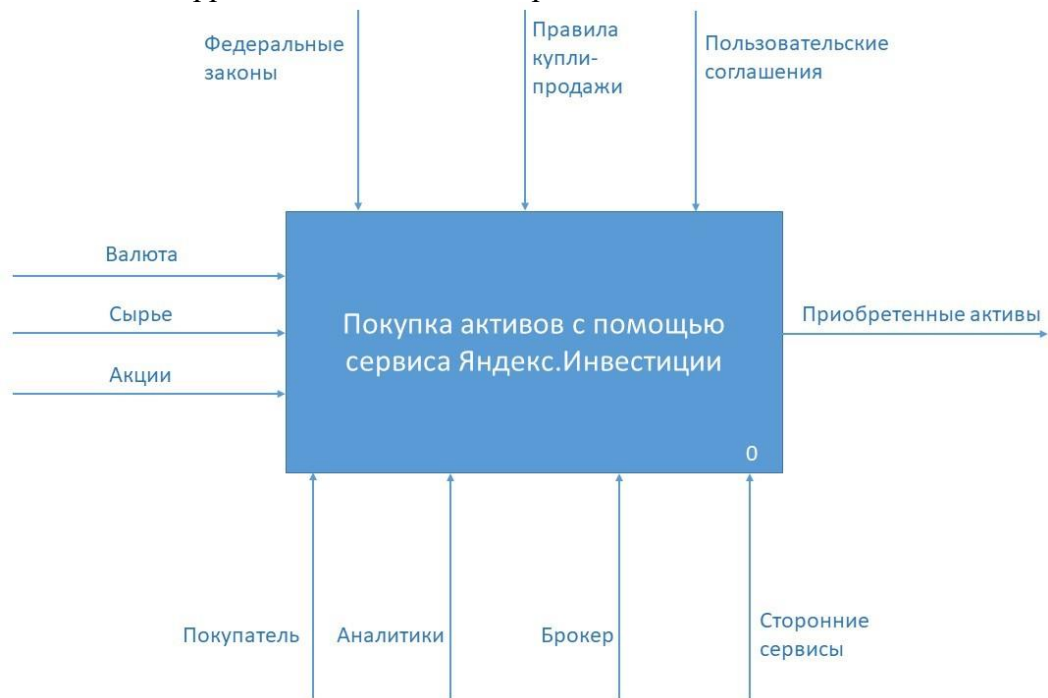 Федеральные
законы
Правила
купли-
продажи
Пользовательские
соглашения
Валюта
Сырье
Акции
Покупка активов с помощью
сервиса Яндекс.Инвестиции
0
Приобретенные активы
Покупатель
Аналитики
Брокер
Сторонние
сервисы